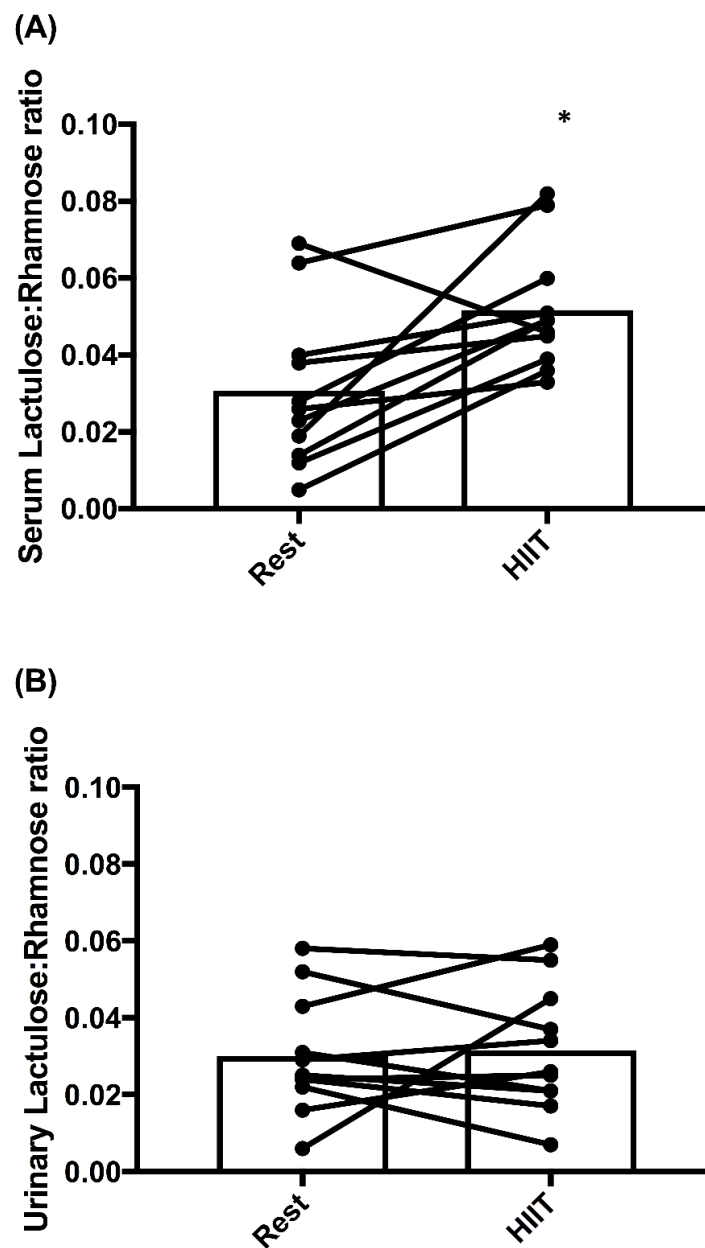 (A)
Serum Lactulose:Rhamnose ratio
0.10
0.08
0.06
0.04
0.02
0.00
*
Rest
HIIT
(B)
Urinary Lactulose:Rhamnose ratio
0.10
0.08
0.06
0.04
0.02
0.00
Rest
HIIT